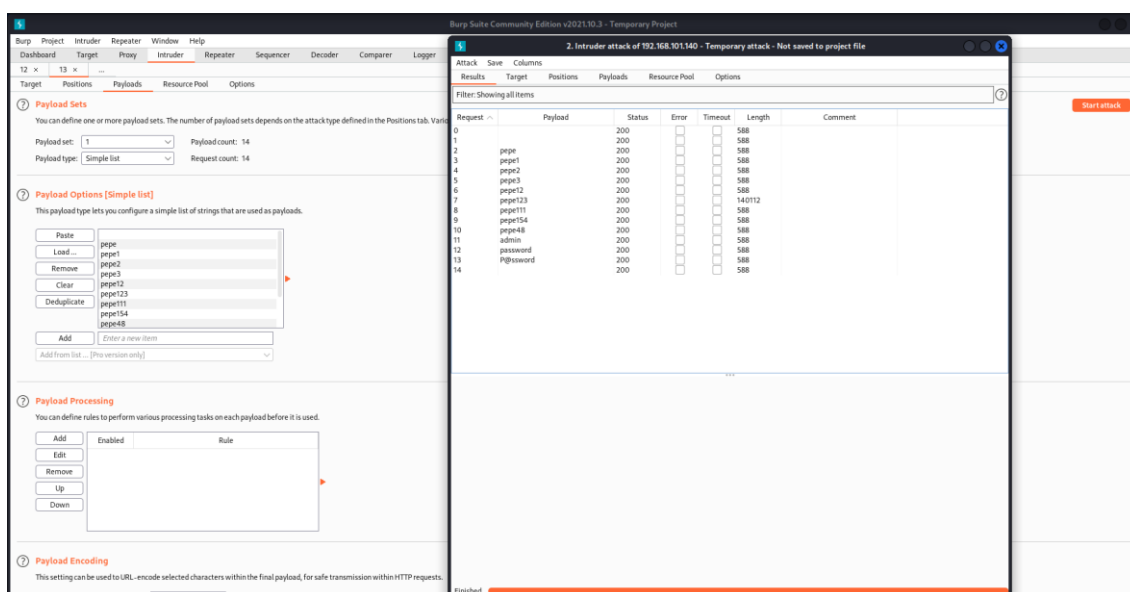 Burp Suite Community Edition v2021.10.3 - Temporary Project
Burp Project Intruder Repeater Window Help
Dashboard Target Proxy Intruder Repeater Sequencer Decoder Comparer Logger
12 × 13 × ...
Target Positions Payloads Resource Pool Options
Payload Sets
You can define one or more payload sets. The number of payload sets depends on the attack type defined in the Positions tab. Vario
Payload set: 1 Payload count: 14
Payload type: Simple list Request count: 14
Payload Options [Simple list]
This payload type lets you configure a simple list of strings that are used as payloads.
Paste
Load ...
Remove
Clear
Deduplicate
pepe
pepe1
pepe2
pepe3
pepe12
pepe123
pepe111
pepe154
pepe48
Add Enter a new item
Add from list ... [Pro version only]
Payload Processing
You can define rules to perform various processing tasks on each payload before it is used.
Add
Edit
Remove
Up
Down
Enabled Rule
Payload Encoding
This setting can be used to URL-encode selected characters within the final payload, for safe transmission within HTTP requests.
Start attack
2. Intruder attack of 192.168.101.140 - Temporary attack - Not saved to project file
Attack Save Columns
Results Target Positions Payloads Resource Pool Options
Filter: Showing all items
Request Payload Status Error Timeout Length Comment
0 200 588
1 200 588
2 pepe 200 588
3 pepe1 200 588
4 pepe2 200 588
5 pepe3 200 588
6 pepe12 200 588
7 pepe123 200 140112
8 pepe111 200 588
9 pepe154 200 588
10 pepe48 200 588
11 admin 200 588
12 password 200 588
13 P@ssword 200 588
14 200 588
Finished